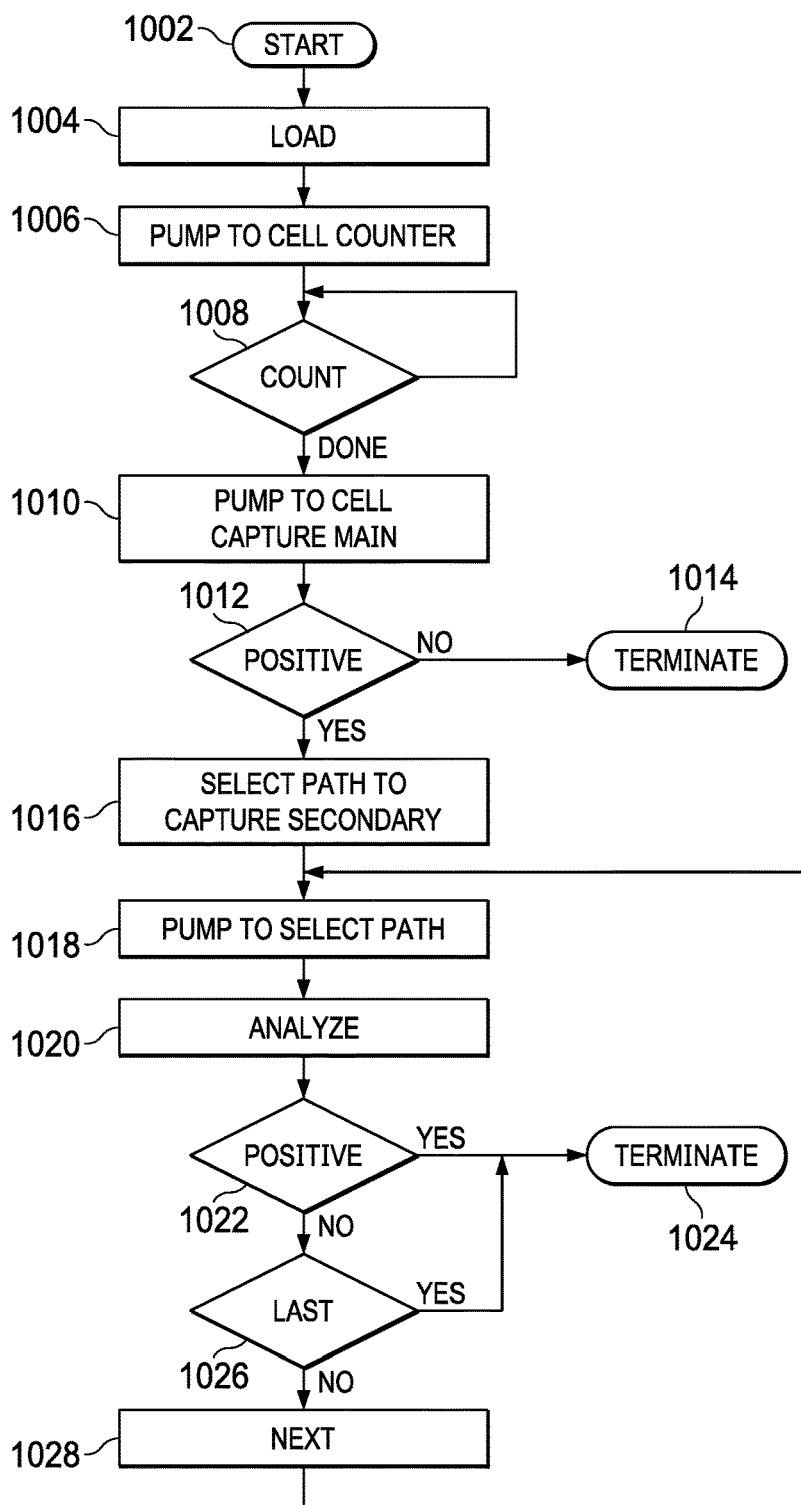 1002
START
1004
LOAD
1006
PUMP TO CELL COUNTER
1008
COUNT
DONE
1010
PUMP TO CELL
CAPTURE MAIN
1012
POSITIVE
NO
1014
TERMINATE
YES
1016
SELECT PATH TO
CAPTURE SECONDARY
1018
PUMP TO SELECT PATH
1020
ANALYZE
POSITIVE
YES
TERMINATE
1022
NO
1024
LAST
YES
1026
NO
1028
NEXT